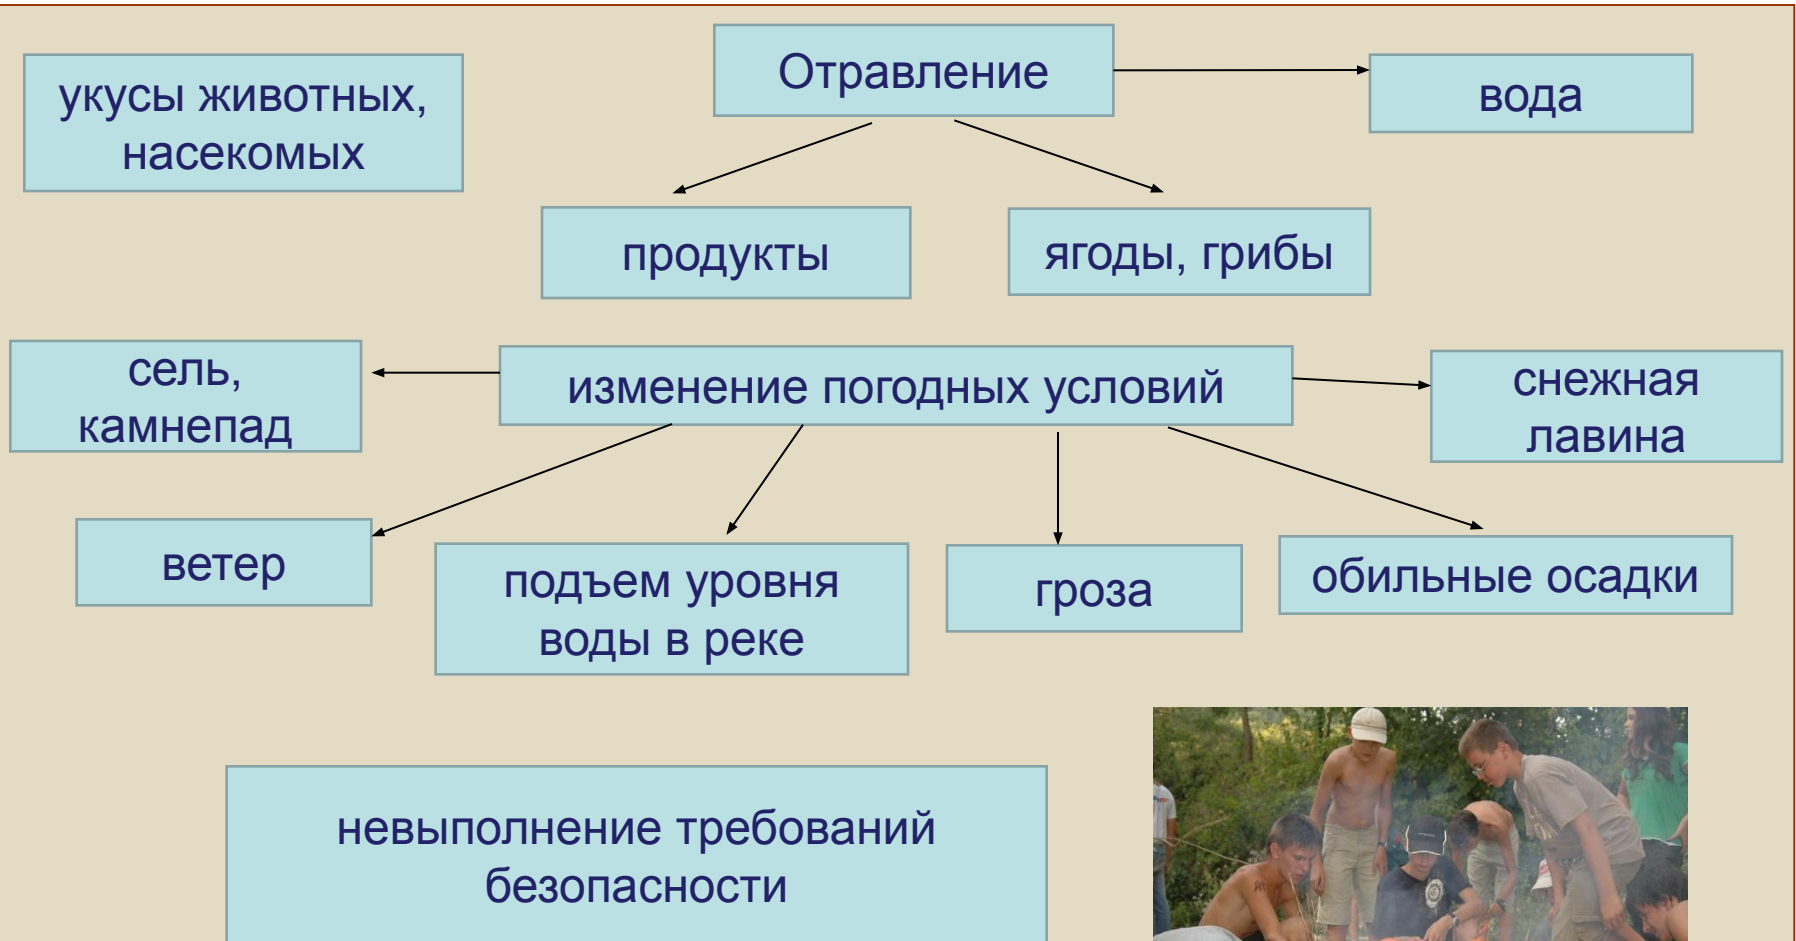 укусы животных,
насекомых
Отравление
вода
продукты
ягоды, грибы
сель,
камнепад
изменение погодных условий
снежная
лавина
ветер
подъем уровня
воды в реке
гроза
обильные осадки
невыполнение требований
безопасности